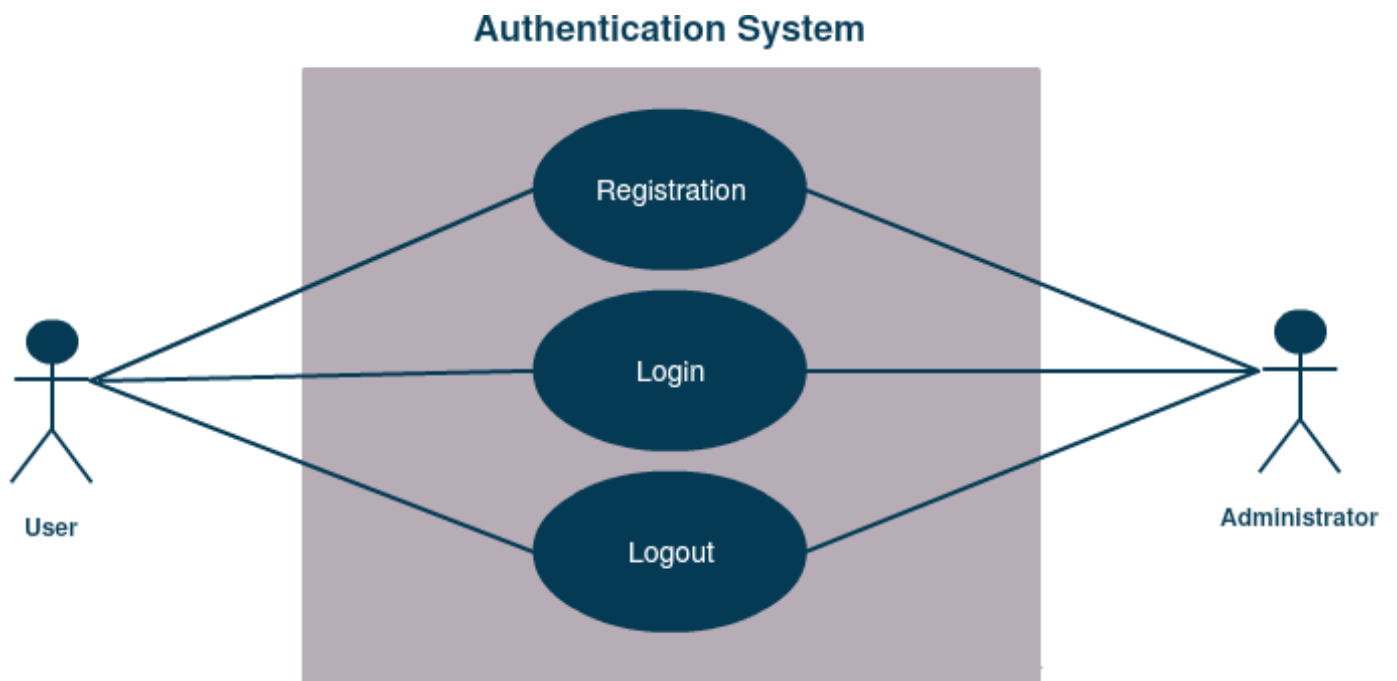 Authentication System
Registration
Login
Logout
User
Administrator